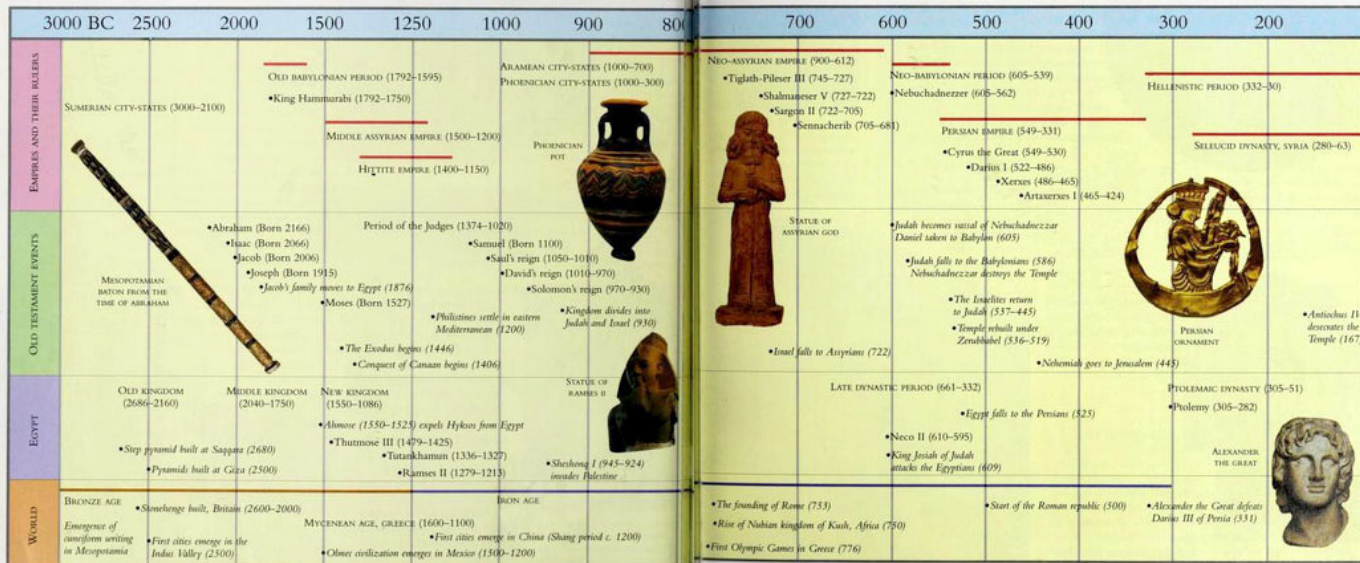 3000 BC 2500 2000 1500 1250 1000 900 800 700 600 500 400 300 200
EMPIRES AND THEIR RULERS
SUMERIAN CITY-STATES (3000–2100)
OLD BABYLONIAN PERIOD (1792–1595)
•King Hammurabi (1792–1750)
MIDDLE ASSYRIAN EMPIRE (1500–1200)
HITTITE EMPIRE (1400–1150)
ARAMEAN CITY-STATES (1000–700)
PHOENICIAN CITY-STATES (1000–300)
PHOENICIAN
POT
NEO-ASSYRIAN EMPIRE (900–612)
•Tiglath-Pileser III (745–727)
•Shalmaneser V (727–722)
•Sargon II (722–705)
•Sennacherib (705–681)
NEO-BABYLONIAN PERIOD (605–539)
•Nebuchadnezzer (605–562)
PERSIAN EMPIRE (549–331)
•Cyrus the Great (549–530)
•Darius I (522–486)
•Xerxes (486–465)
•Artaxerxes I (465–424)
HELLENISTIC PERIOD (332–30)
SELEUCID DYNASTY, SYRIA (280–63)
OLD TESTAMENT EVENTS
MESOPOTAMIAN
BATON FROM THE
TIME OF ABRAHAM
•Abraham (Born 2166)
•Isaac (Born 2066)
•Jacob (Born 2006)
•Joseph (Born 1915)
•Jacob's family moves to Egypt (1876)
•Moses (Born 1527)
Period of the Judges (1374–1020)
•Samuel (Born 1100)
•Saul's reign (1050–1010)
•David's reign (1010–970)
•Solomon's reign (970–930)
•Philistines settle in eastern
Mediterranean (1200)
•Kingdom divides into
Judah and Israel (930)
•The Exodus begins (1446)
•Conquest of Canaan begins (1406)
STATUE OF
ASSYRIAN GOD
•Israel falls to Assyrians (722)
•Judah becomes vassal of Nebuchadnezzar
Daniel taken to Babylon (605)
•Judah falls to the Babylonians (586)
Nebuchadnezzar destroys the Temple
•The Israelites return
to Judah (537–445)
•Temple rebuilt under
Zerubbabel (536–519)
•Nehemiah goes to Jerusalem (445)
PERSIAN
ORNAMENT
•Antiochus IV
desecrates the
Temple (167
EGYPT
OLD KINGDOM
(2686–2160)
MIDDLE KINGDOM
(2040–1750)
NEW KINGDOM
(1550–1086)
•Ahmose (1550–1525) expels Hyksos from Egypt
•Thutmose III (1479–1425)
•Tutankhamun (1336–1327)
•Ramses II (1279–1213)
•Step pyramid built at Saqqara (2680)
•Pyramids built at Giza (2500)
STATUE OF
RAMSES II
•Sheshonq I (945–924)
invades Palestine
LATE DYNASTIC PERIOD (661–332)
•Egypt falls to the Persians (525)
•Neco II (610–595)
•King Josiah of Judah
attacks the Egyptians (609)
PTOLEMAIC DYNASTY (305–51)
•Ptolemy (305–282)
ALEXANDER
THE GREAT
WORLD
BRONZE AGE
Emergence of
cuneiform writing
in Mesopotamia
•Stonehenge built, Britain (2600–2000)
•First cities emerge in the
Indus Valley (2500)
IRON AGE
MYCENEAN AGE, GREECE (1600–1100)
•First cities emerge in China (Shang period c. 1200)
•Olmec civilization emerges in Mexico (1500–1200)
•The founding of Rome (753)
•Rise of Nubian kingdom of Kush, Africa (750)
•First Olympic Games in Greece (776)
•Start of the Roman republic (500)
•Alexander the Great defeats
Darius III of Persia (331)